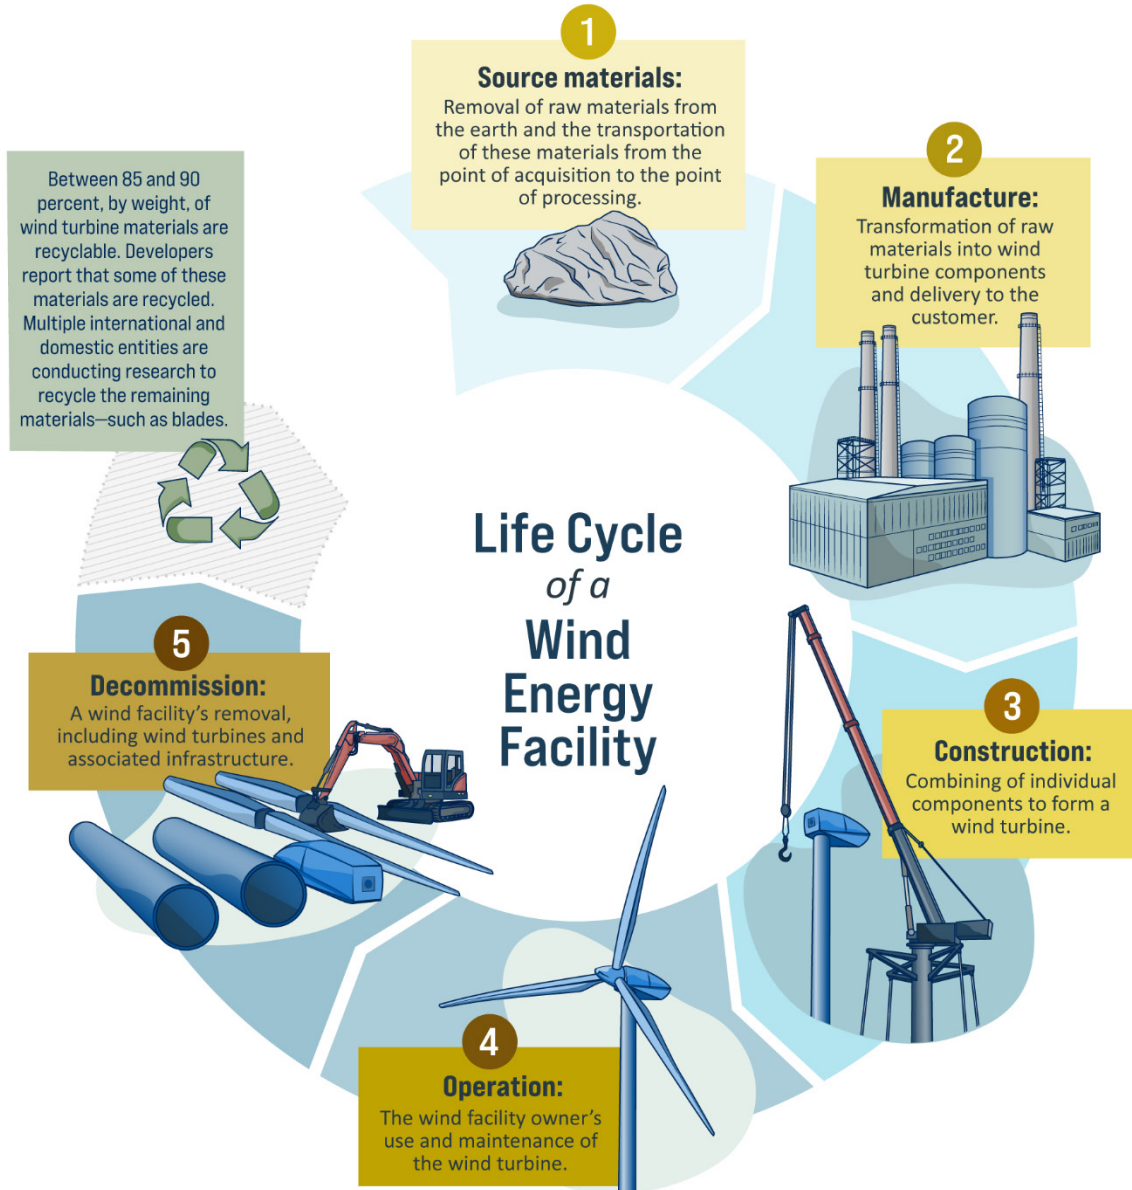 1
Source materials:
Removal of raw materials from
the earth and the transportation
of these materials from the
point of acquisition to the point
of processing.
2
Manufacture:
Transformation of raw
materials into wind
turbine components
and delivery to the
customer.
3
Construction:
Combining of individual
components to form a
wind turbine.
4
Operation:
The wind facility owner's
use and maintenance of
the wind turbine.
5
Decommission:
A wind facility's removal,
including wind turbines and
associated infrastructure.
Between 85 and 90
percent, by weight, of
wind turbine materials are
recyclable. Developers
report that some of these
materials are recycled.
Multiple international and
domestic entities are
conducting research to
recycle the remaining
materials—such as blades.
Life Cycle
of a
Wind
Energy
Facility